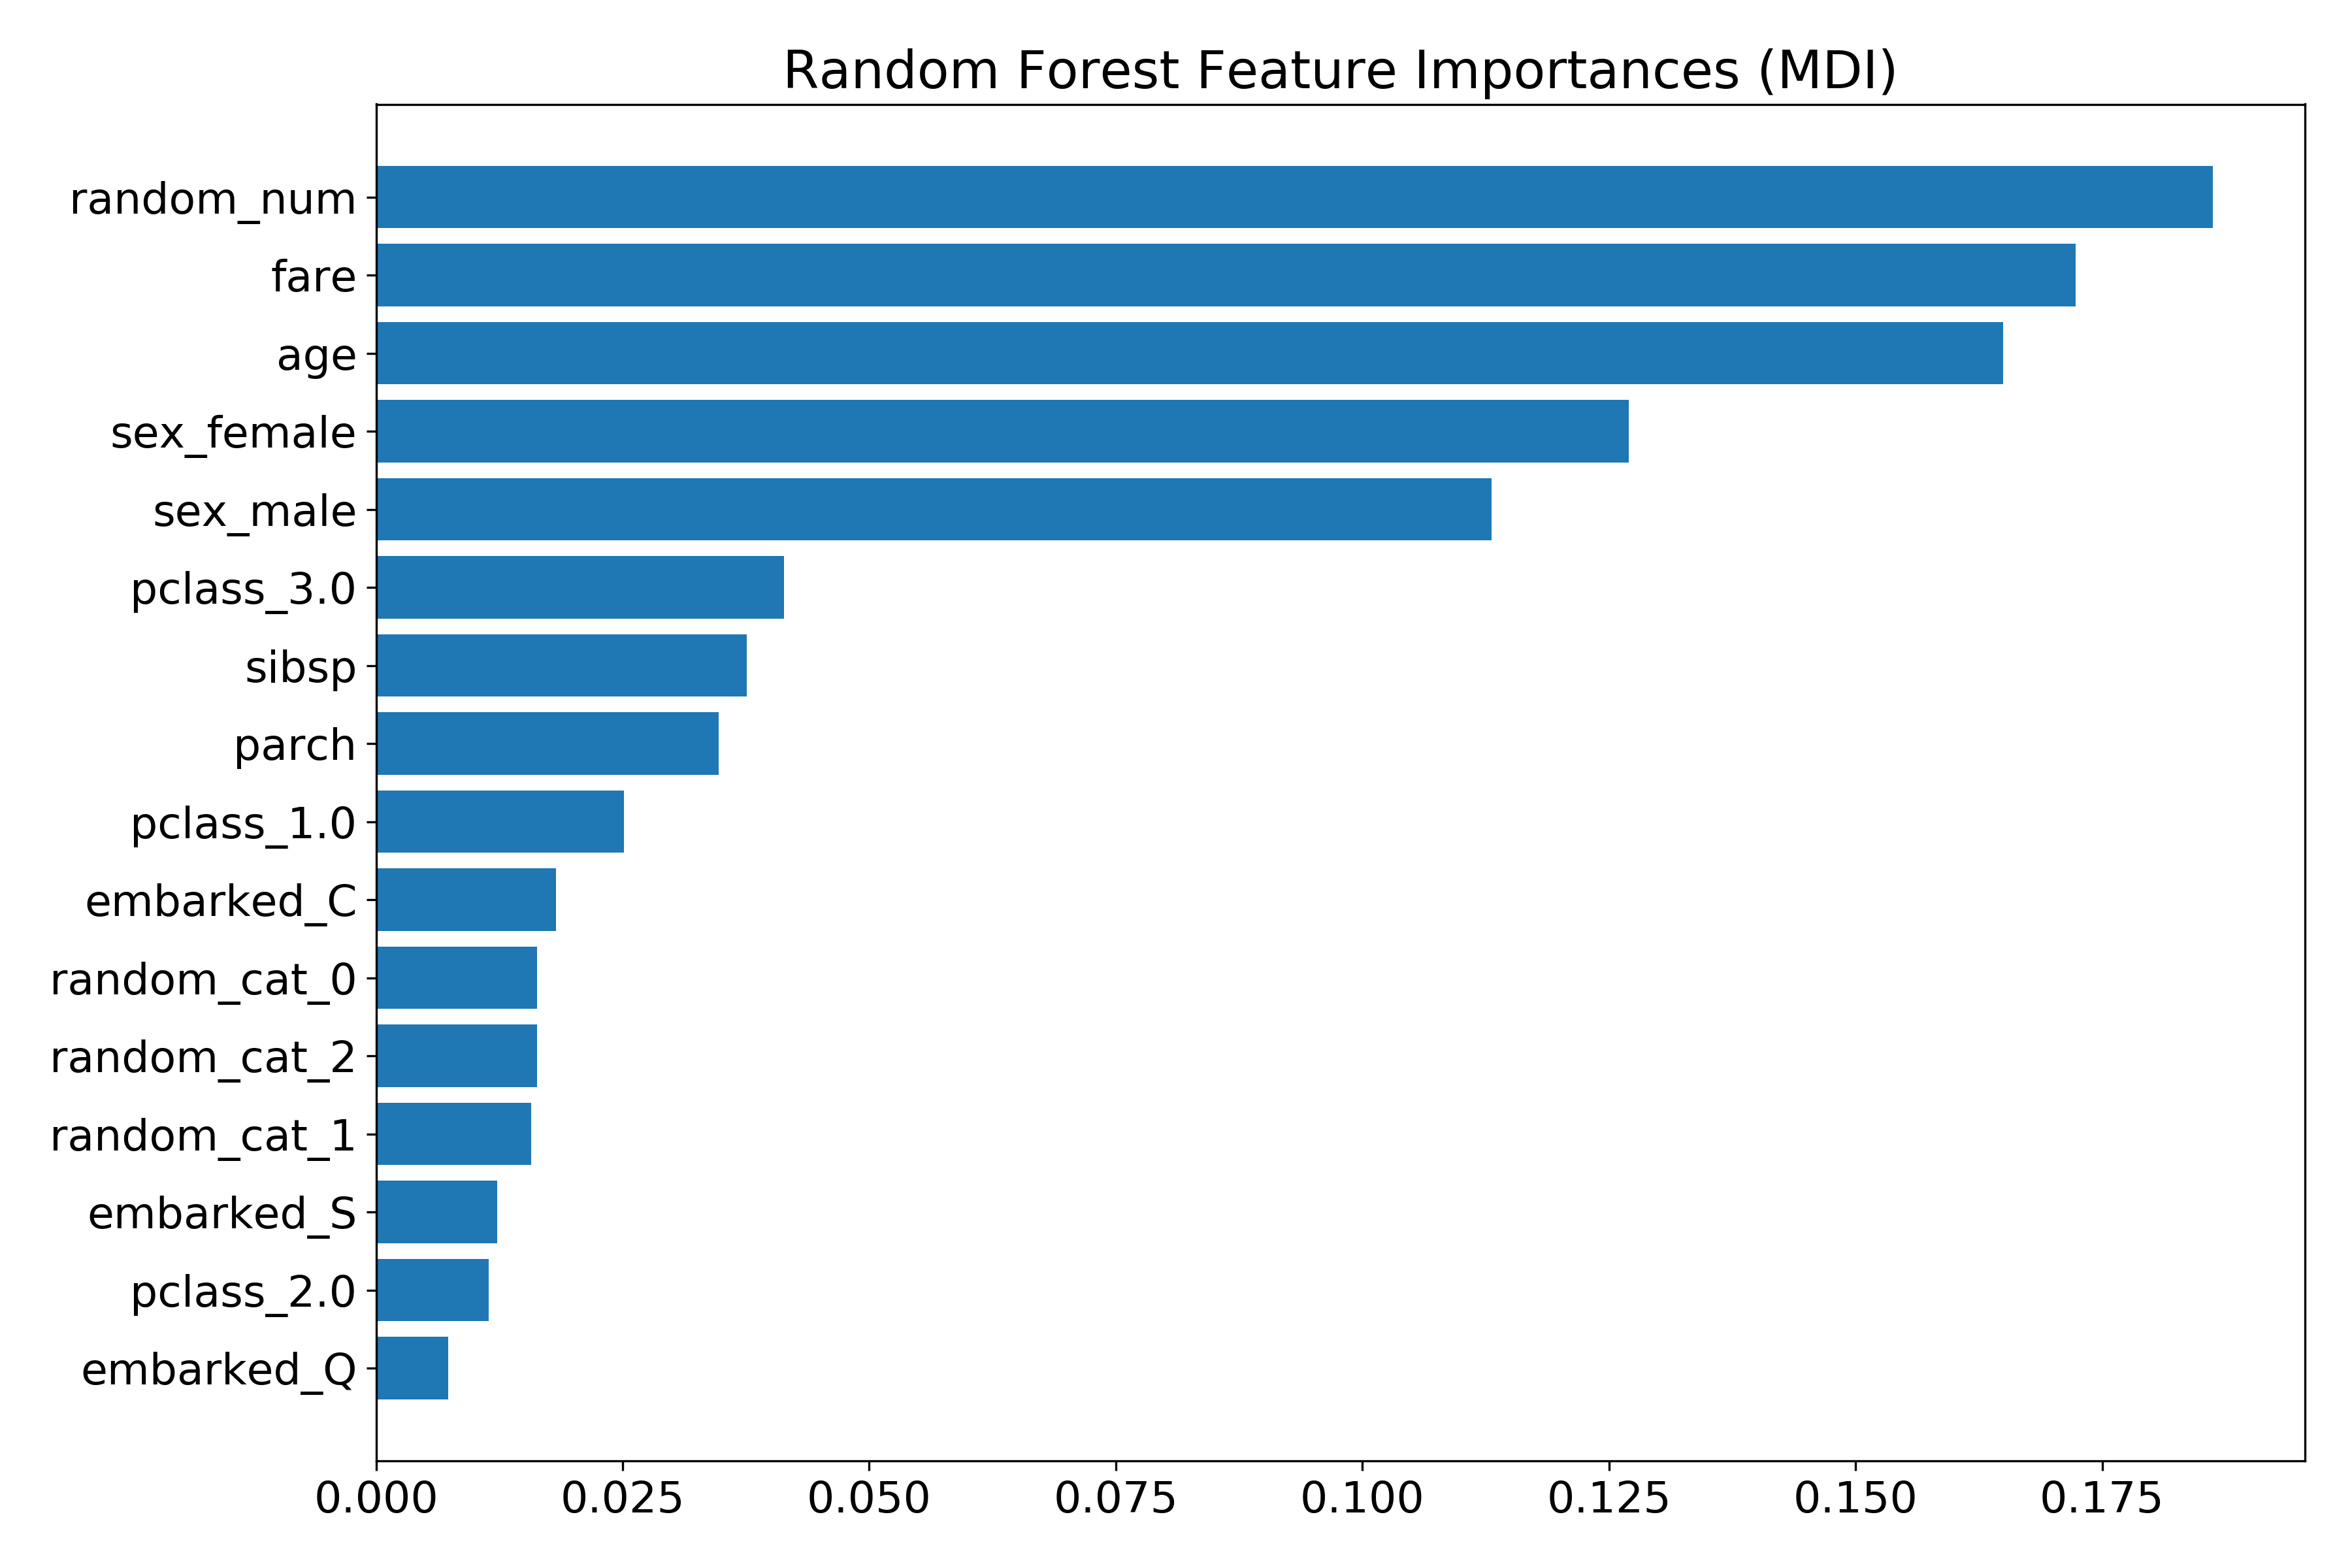 Random Forest Feature Importances (MDI)
random_num
fare
age
sex_female
sex_male
pclass_3.0
sibsp
parch
pclass_1.0
embarked_C
random_cat_0
random_cat_2
random_cat_1
embarked_S
pclass_2.0
embarked_Q
0.000 0.025 0.050 0.075 0.100 0.125 0.150 0.175